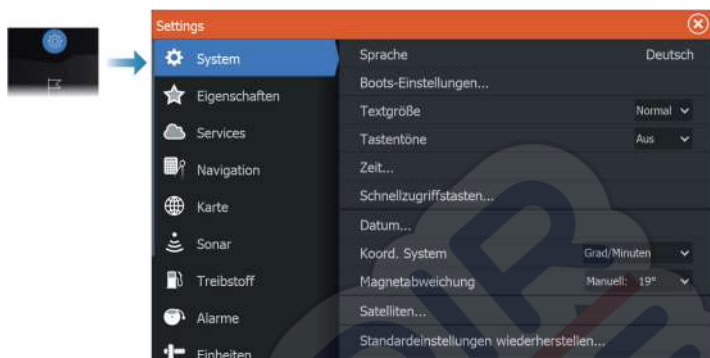 Settings
System
Eigenschaften
Services
Navigation
Karte
Sonar
Treibstoff
Alarme
Einheiten
Sprache Deutsch
Boots-Einstellungen...
Textgröße Normal
Tastentöne Aus
Zeit...
Schnellzugriffstasten...
Datum...
Koord. System Grad/Minuten
Magnetabweichung Manuell: 19°
Satelliten...
Standardeinstellungen wiederherstellen...